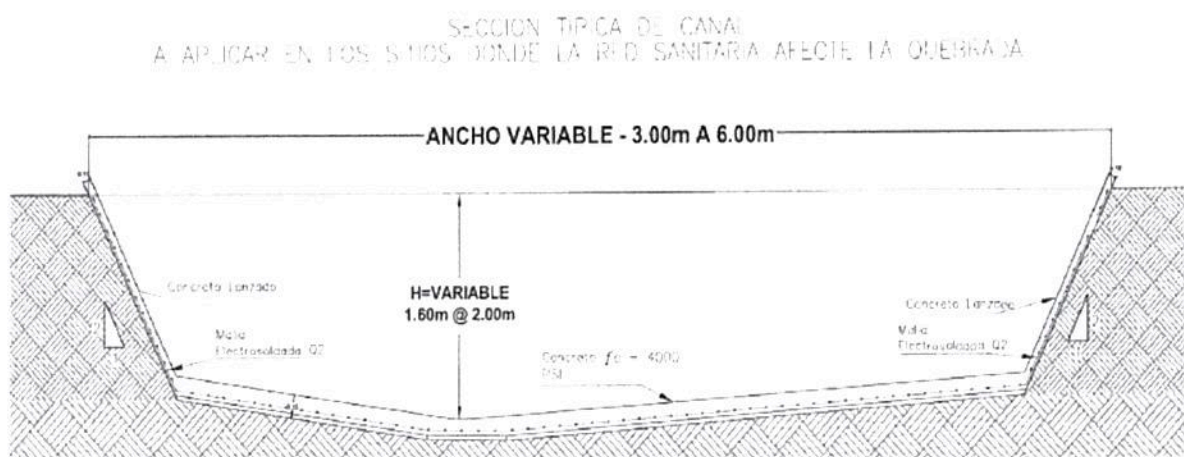 SECCION TIPICA DE CANAL
A APLICAR EN LOS SITIOS DONDE LA RED SANITARIA AFECTE LA QUEBRADA
ANCHO VARIABLE - 3.00m A 6.00m
Concreto lanzado
H=VARIABLE
1.60m @ 2.00m
Concreto lanzado
Malla
Electrosoldada Q2
Concreto fc = 4000
PSI
Malla
Electrosoldada Q2